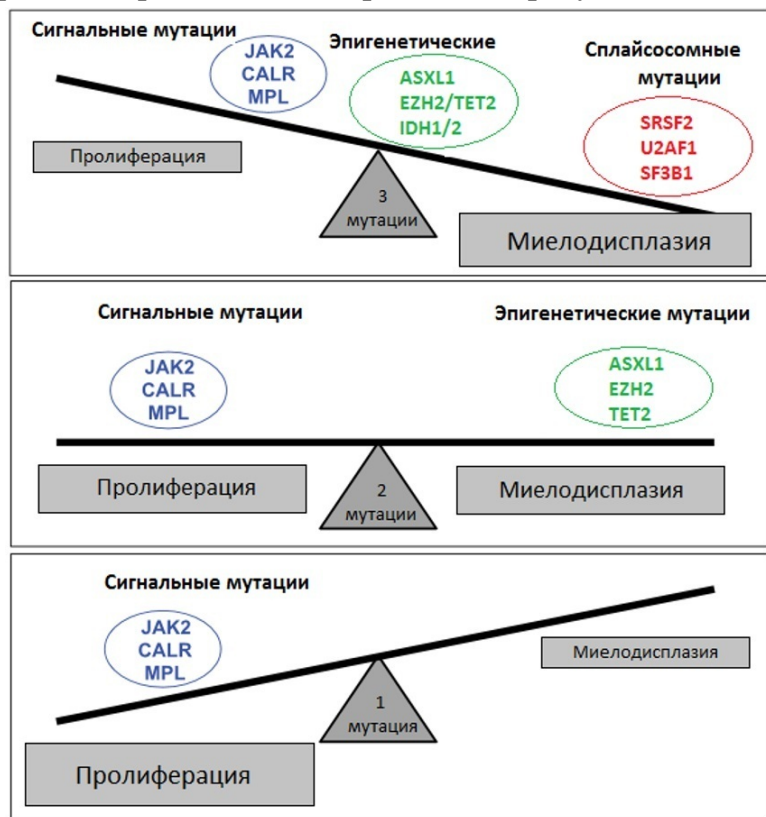 Сигнальные мутации
JAK2
CALR
MPL
Эпигенетические
ASXL1
EZH2/TET2
IDH1/2
Сплайсосомные
мутации
SRSF2
U2AF1
SF3B1
Пролиферация
3
мутации
Миелодисплазия
Сигнальные мутации
JAK2
CALR
MPL
Эпигенетические мутации
ASXL1
EZH2
TET2
Пролиферация
2
мутации
Миелодисплазия
Сигнальные мутации
JAK2
CALR
MPL
Миелодисплазия
1
мутация
Пролиферация